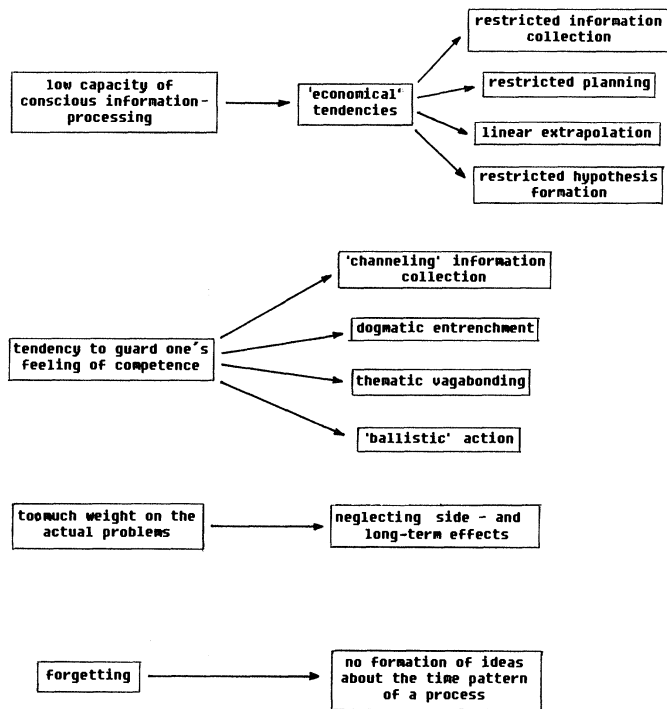 restricted information
collection
low capacity of
conscious information-
processing
'economical'
tendencies
restricted planning
linear extrapolation
restricted hypothesis
formation
'channeling' information
collection
tendency to guard one's
feeling of competence
dogmatic entrenchment
thematic vagabonding
'ballistic' action
toomuch weight on the
actual problems
neglecting side - and
long-term effects
forgetting
no formation of ideas
about the time pattern
of a process